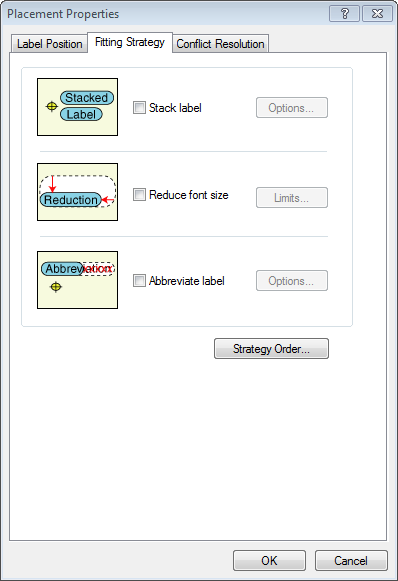 Placement Properties
?
Label Position
Fitting Strategy
Conflict Resolution
Stacked
Label
Stack label
Options...
Reduction
Reduce font size
Limits...
Abbreviation
Abbreviate label
Options...
Strategy Order...
OK
Cancel